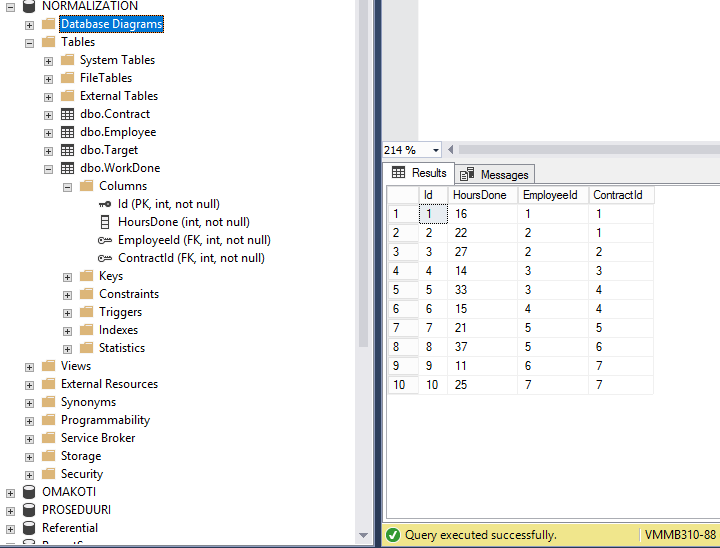 NORMALIZATION
Database Diagrams
Tables
System Tables
FileTables
External Tables
dbo.Contract
dbo.Employee
dbo.Target
dbo.WorkDone
Columns
Id (PK, int, not null)
HoursDone (int, not null)
EmployeeId (FK, int, not null)
ContractId (FK, int, not null)
Keys
Constraints
Triggers
Indexes
Statistics
Views
External Resources
Synonyms
Programmability
Service Broker
Storage
Security
OMAKOTI
PROSEDUURI
Referential
214 %
Results Messages
Id HoursDone EmployeeId ContractId
1 1 16 1 1
2 2 22 2 1
3 3 27 2 2
4 4 14 3 3
5 5 33 3 4
6 6 15 4 4
7 7 21 5 5
8 8 37 5 6
9 9 11 6 7
10 10 25 7 7
Query executed successfully. VMMB310-88